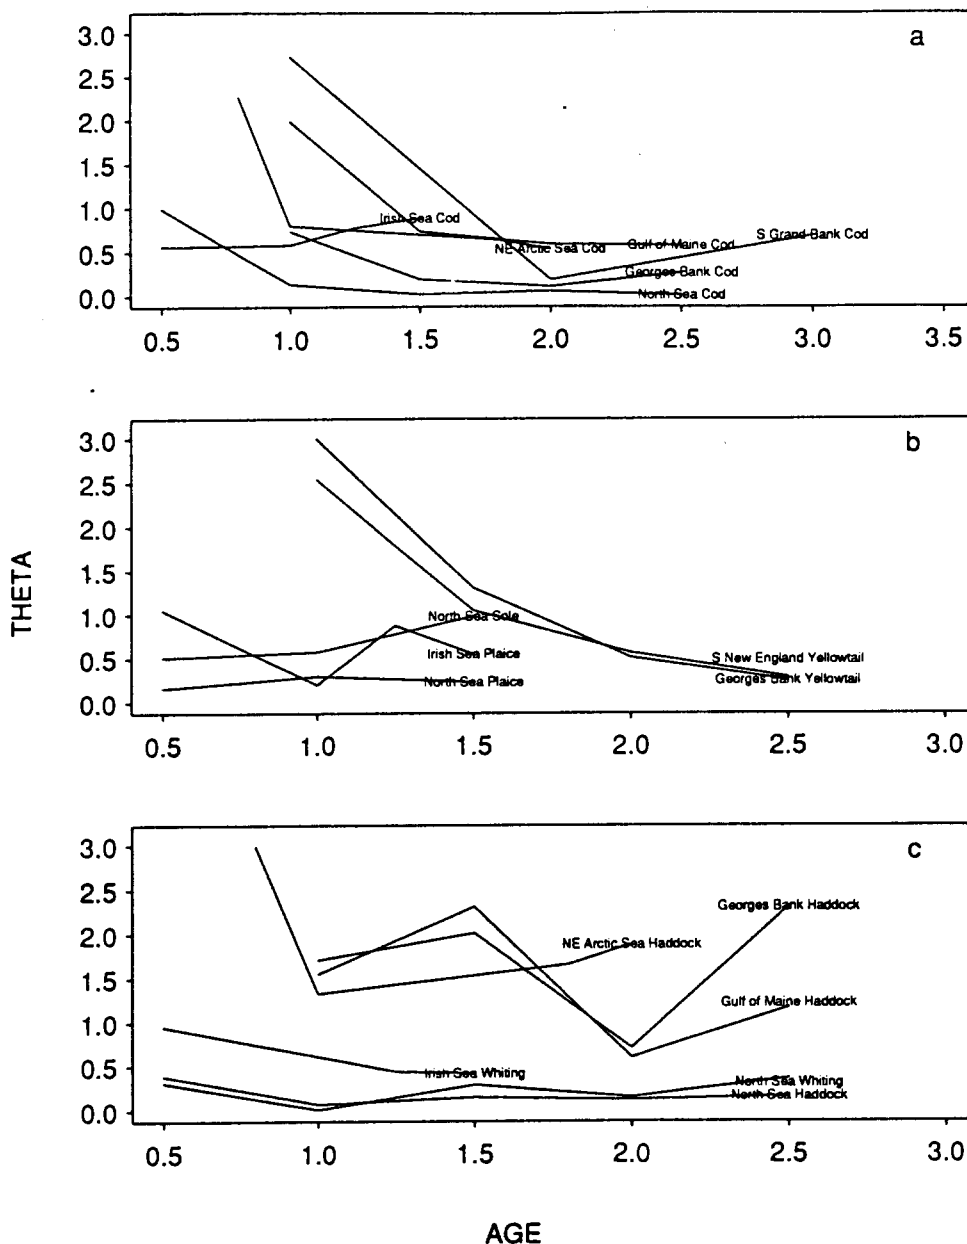 a
3.0
2.5
2.0
1.5
1.0
0.5
0.0
Irish Sea Cod
S Grand Bank Cod
NE Arctic Sea Cod
Gulf of Maine Cod
Georges Bank Cod
North Sea Cod
0.5 1.0 1.5 2.0 2.5 3.0 3.5
b
3.0
2.5
2.0
1.5
1.0
0.5
0.0
THETA
North Sea Sole
Irish Sea Plaice
S New England Yellowtail
Georges Bank Yellowtail
North Sea Plaice
0.5 1.0 1.5 2.0 2.5 3.0
c
3.0
2.5
2.0
1.5
1.0
0.5
0.0
Georges Bank Haddock
NE Arctic Sea Haddock
Gulf of Maine Haddock
Irish Sea Whiting
North Sea Whiting
North Sea Haddock
0.5 1.0 1.5 2.0 2.5 3.0
AGE